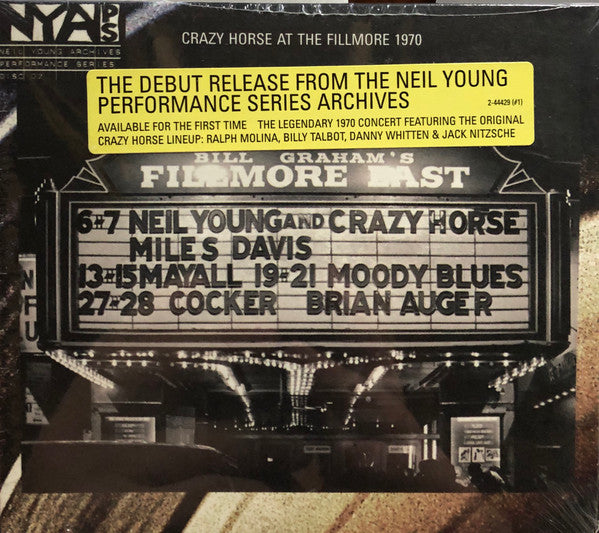 NYA PS
NEIL YOUNG ARCHIVES
PERFORMANCE SERIES
DISC 02
CRAZY HORSE AT THE FILLMORE 1970
THE DEBUT RELEASE FROM THE NEIL YOUNG
PERFORMANCE SERIES ARCHIVES
2-44429 (#1)
AVAILABLE FOR THE FIRST TIME THE LEGENDARY 1970 CONCERT FEATURING THE ORIGINAL
CRAZY HORSE LINEUP: RALPH MOLINA, BILLY TALBOT, DANNY WHITTEN & JACK NITZSCHE
BILL GRAHAM'S
FILLMORE EAST
6#7 NEIL YOUNG AND CRAZY HORSE
MILES DAVIS
13#15 MAYALL 19#21 MOODY BLUES
27#28 COCKER BRIAN AUGER
N
F
U